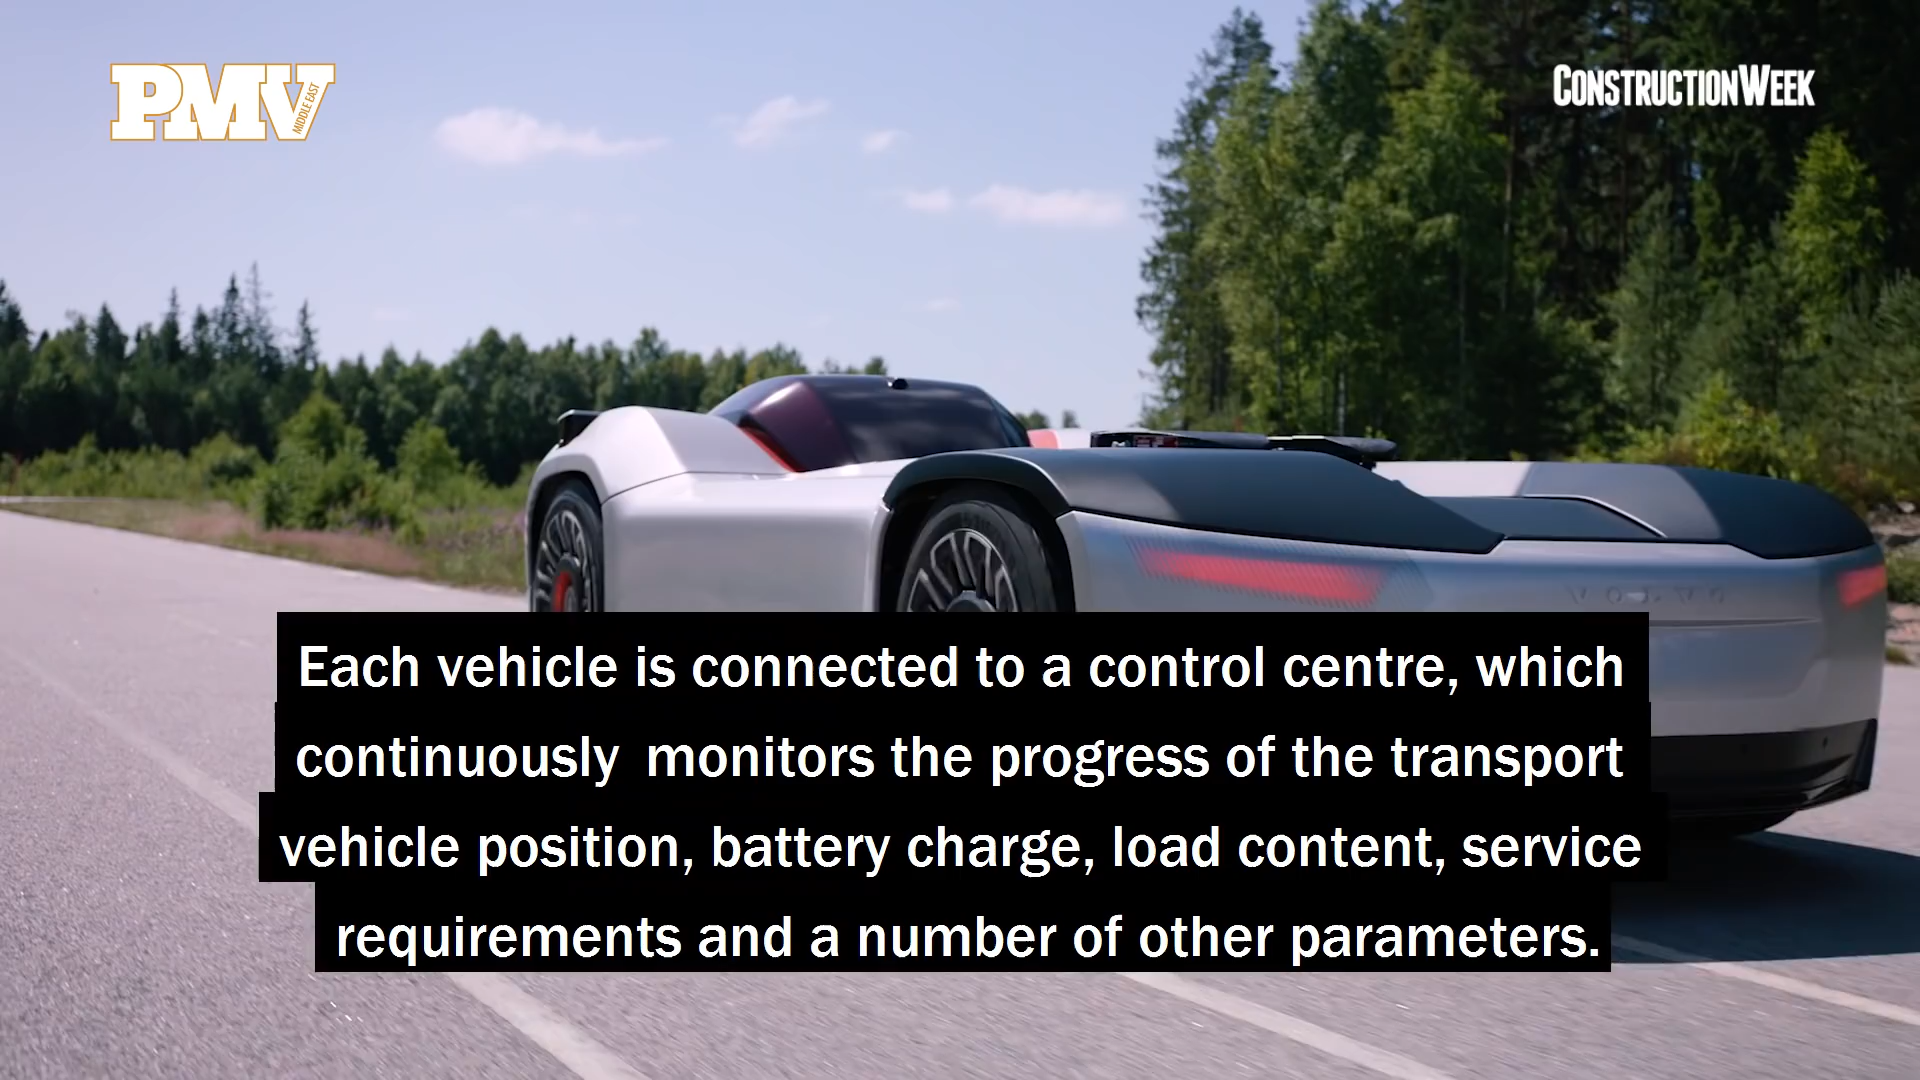 PMV
MIDDLE EAST
CONSTRUCTIONWEEK
VOLVO
Each vehicle is connected to a control centre, which
continuously monitors the progress of the transport
vehicle position, battery charge, load content, service
requirements and a number of other parameters.